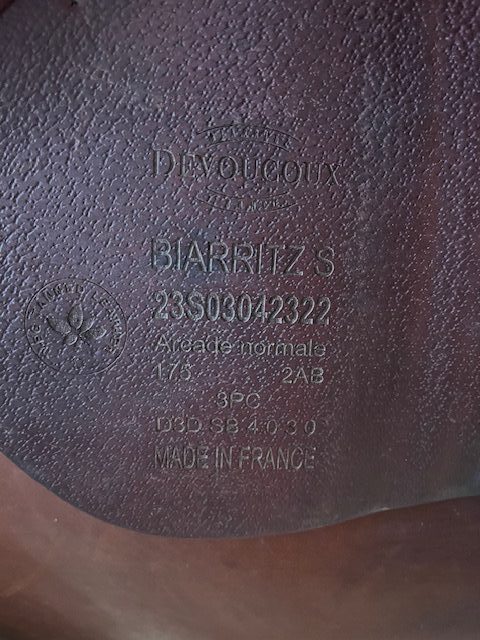 DEVOUCOUX
BIARRITZ S
23S03042322
Arcade normale
175 2AB
3PC
D3D SB 4 0 3 0
MADE IN FRANCE